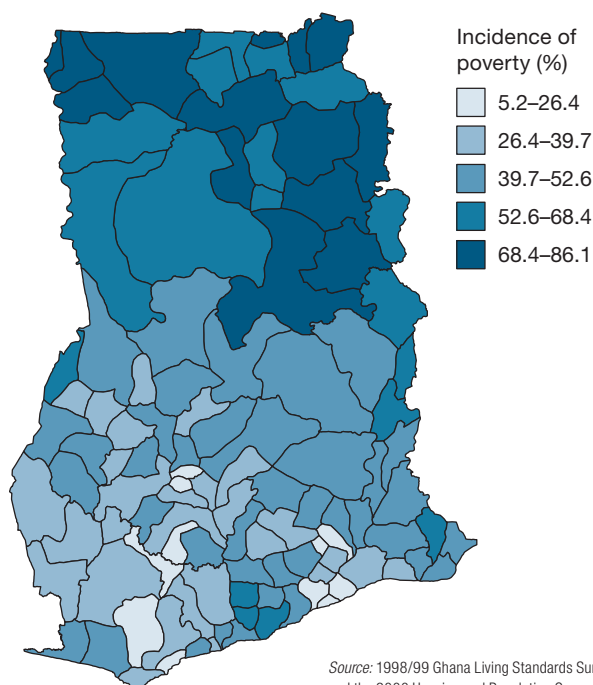 Incidence of
poverty (%)
5.2–26.4
26.4–39.7
39.7–52.6
52.6–68.4
68.4–86.1
Source: 1998/99 Ghana Living Standards Sur